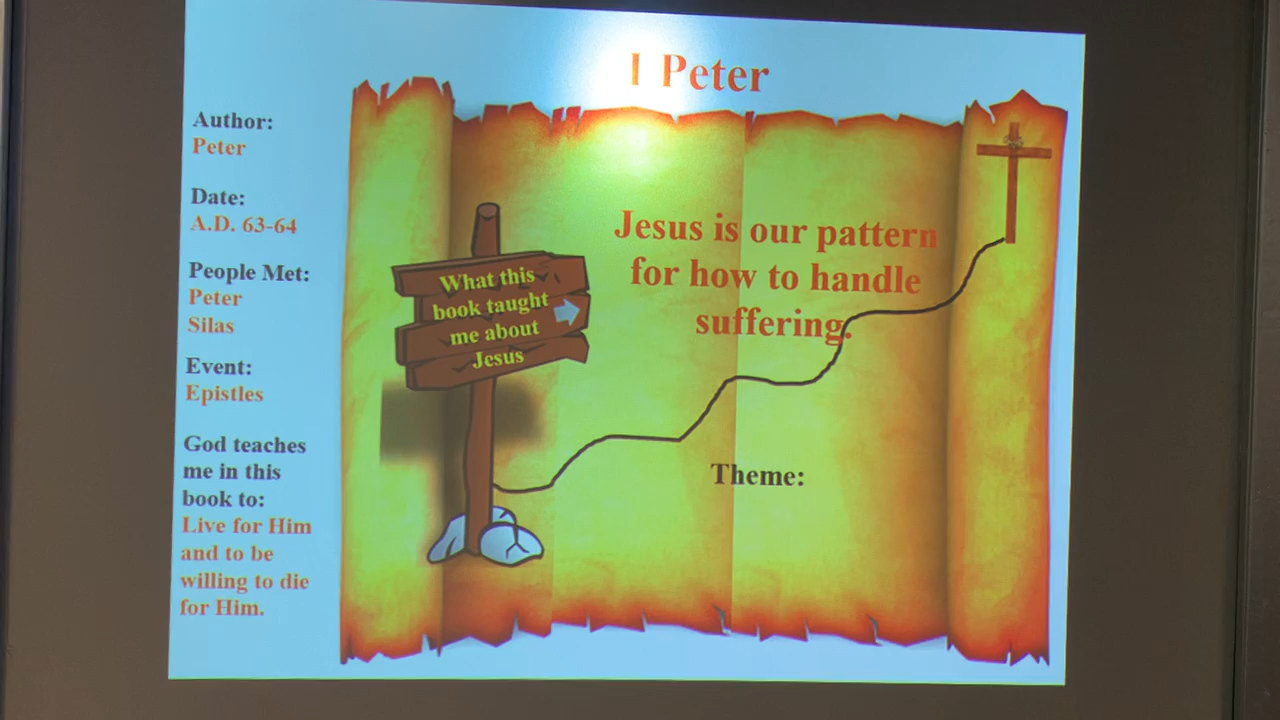 I Peter
Author:
Peter
Date:
A.D. 63-64
People Met:
Peter
Silas
Event:
Epistles
God teaches
me in this
book to:
Live for Him
and to be
willing to die
for Him.
What this
book taught
me about
Jesus
Jesus is our pattern
for how to handle
suffering.
Theme: